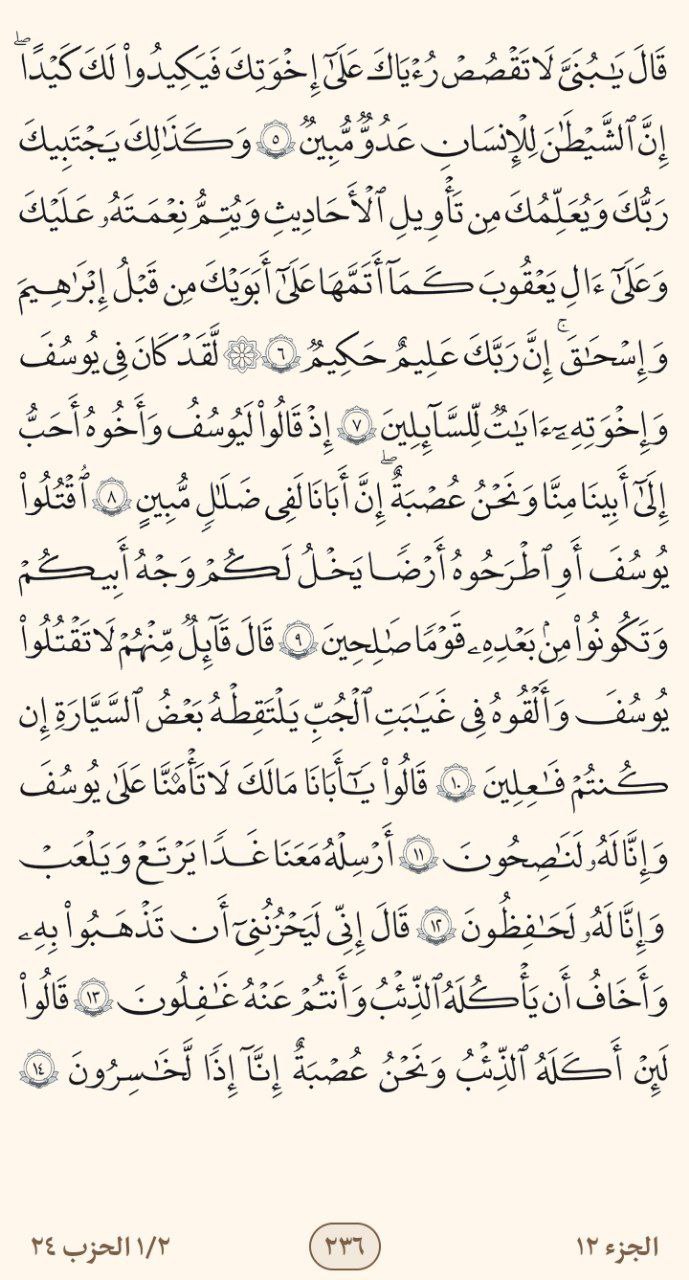 قَالَ يَٰبُنَيَّ لَا تَقۡصُصۡ رُءۡيَاكَ عَلَىٰٓ إِخۡوَتِكَ فَيَكِيدُواْ لَكَ كَيۡدًاۖ
إِنَّ ٱلشَّيۡطَٰنَ لِلۡإِنسَٰنِ عَدُوّٞ مُّبِينٞ ٥ وَكَذَٰلِكَ يَجۡتَبِيكَ
رَبُّكَ وَيُعَلِّمُكَ مِن تَأۡوِيلِ ٱلۡأَحَادِيثِ وَيُتِمُّ نِعۡمَتَهُۥ عَلَيۡكَ
وَعَلَىٰٓ ءَالِ يَعۡقُوبَ كَمَآ أَتَمَّهَا عَلَىٰٓ أَبَوَيۡكَ مِن قَبۡلُ إِبۡرَٰهِيمَ
وَإِسۡحَٰقَۚ إِنَّ رَبَّكَ عَلِيمٌ حَكِيمٞ ٦ ۞ لَّقَدۡ كَانَ فِي يُوسُفَ
وَإِخۡوَتِهِۦٓ ءَايَٰتٞ لِّلسَّآئِلِينَ ٧ إِذۡ قَالُواْ لَيُوسُفُ وَأَخُوهُ أَحَبُّ
إِلَىٰٓ أَبِينَا مِنَّا وَنَحۡنُ عُصۡبَةٌۖ إِنَّ أَبَانَا لَفِي ضَلَٰلٖ مُّبِينٍ ٨ ٱقۡتُلُواْ
يُوسُفَ أَوِ ٱطۡرَحُوهُ أَرۡضٗا يَخۡلُ لَكُمۡ وَجۡهُ أَبِيكُمۡ
وَتَكُونُواْ مِنۢ بَعۡدِهِۦ قَوۡمٗا صَٰلِحِينَ ٩ قَالَ قَآئِلٞ مِّنۡهُمۡ لَا تَقۡتُلُواْ
يُوسُفَ وَأَلۡقُوهُ فِي غَيَٰبَتِ ٱلۡجُبِّ يَلۡتَقِطۡهُ بَعۡضُ ٱلسَّيَّارَةِ إِن
كُنتُمۡ فَٰعِلِينَ ١٠ قَالُواْ يَٰٓأَبَانَا مَالَكَ لَا تَأۡمَ۬نَّا عَلَىٰ يُوسُفَ
وَإِنَّا لَهُۥ لَنَٰصِحُونَ ١١ أَرۡسِلۡهُ مَعَنَا غَدٗا يَرۡتَعۡ وَيَلۡعَبۡ
وَإِنَّا لَهُۥ لَحَٰفِظُونَ ١٢ قَالَ إِنِّي لَيَحۡزُنُنِيٓ أَن تَذۡهَبُواْ بِهِۦ
وَأَخَافُ أَن يَأۡكُلَهُ ٱلذِّئۡبُ وَأَنتُمۡ عَنۡهُ غَٰفِلُونَ ١٣ قَالُواْ
لَئِنۡ أَكَلَهُ ٱلذِّئۡبُ وَنَحۡنُ عُصۡبَةٌ إِنَّآ إِذٗا لَّخَٰسِرُونَ ١٤
الجزء ١٢ ٢٣٦ ١/٢ الحزب ٢٤